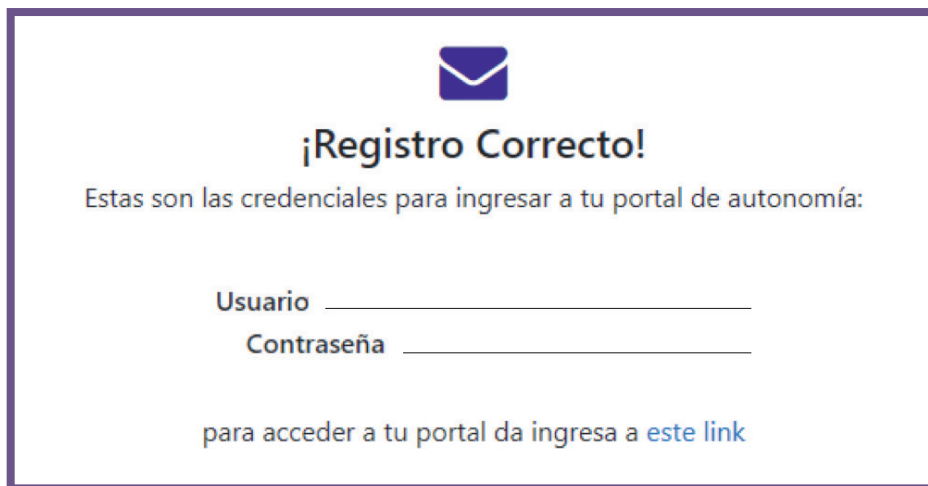 ¡Registro Correcto!
Estas son las credenciales para ingresar a tu portal de autonomía:
Usuario
Contraseña
para acceder a tu portal da ingresa a este link